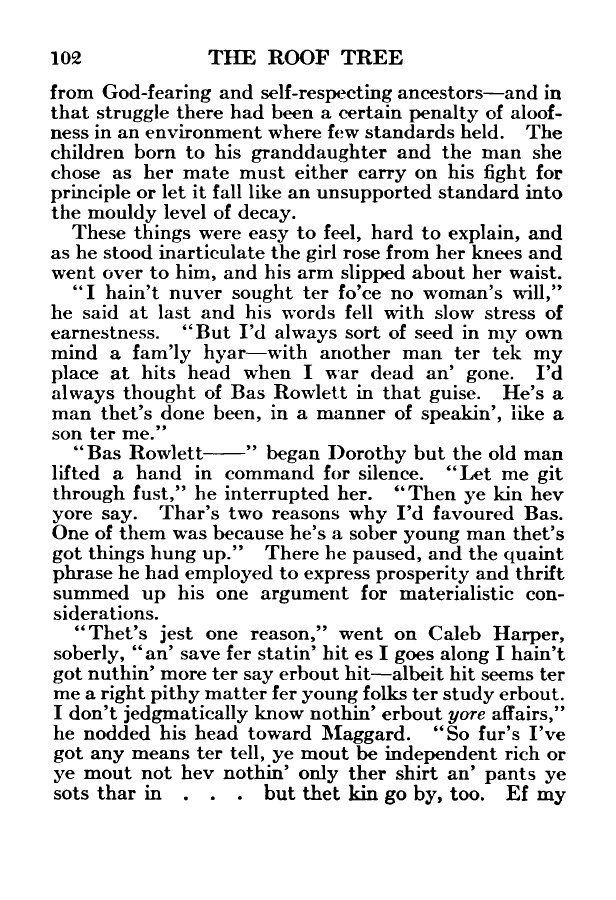 102 THE ROOF TREE
from God-fearing and self-respecting ancestors—and in
that struggle there had been a certain penalty of aloof-
ness in an environment where few standards held. The
children born to his granddaughter and the man she
chose as her mate must either carry on his fight for
principle or let it fall like an unsupported standard into
the mouldy level of decay.
These things were easy to feel, hard to explain, and
as he stood inarticulate the girl rose from her knees and
went over to him, and his arm slipped about her waist.
"I hain't nuver sought ter fo'ce no woman's will,"
he said at last and his words fell with slow stress of
earnestness. "But I'd always sort of seed in my own
mind a fam'ly hyar—with another man ter tek my
place at hits head when I war dead an' gone. I'd
always thought of Bas Rowlett in that guise. He's a
man thet's done been, in a manner of speakin', like a
son ter me."
"Bas Rowlett——" began Dorothy but the old man
lifted a hand in command for silence. "Let me git
through fust," he interrupted her. "Then ye kin hev
yore say. Thar's two reasons why I'd favoured Bas.
One of them was because he's a sober young man thet's
got things hung up." There he paused, and the quaint
phrase he had employed to express prosperity and thrift
summed up his one argument for materialistic con-
siderations.
"Thet's jest one reason," went on Caleb Harper,
soberly, "an' save fer statin' hit es I goes along I hain't
got nuthin' more ter say erbout hit—albeit hit seems ter
me a right pithy matter fer young folks ter study erbout.
I don't jedgmatically know nothin' erbout yore affairs,"
he nodded his head toward Maggard. "So fur's I've
got any means ter tell, ye mout be independent rich or
ye mout not hev nothin' only ther shirt an' pants ye
sots thar in . . . but thet kin go by, too. Ef my